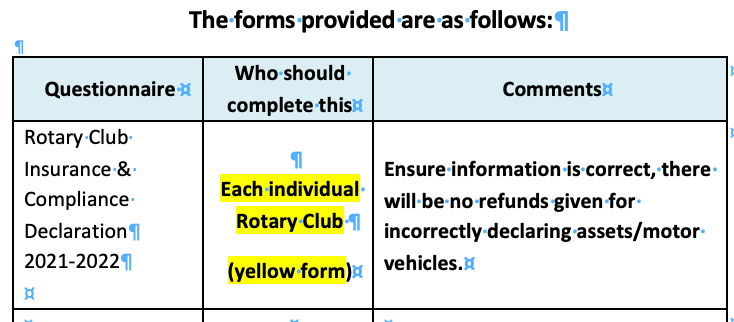 The forms provided are as follows:
Questionnaire
Who should
complete this
Comments
Rotary Club
Insurance &
Compliance
Declaration
2021-2022
Each individual
Rotary Club
(yellow form)
Ensure information is correct, there
will be no refunds given for
incorrectly declaring assets/motor
vehicles.